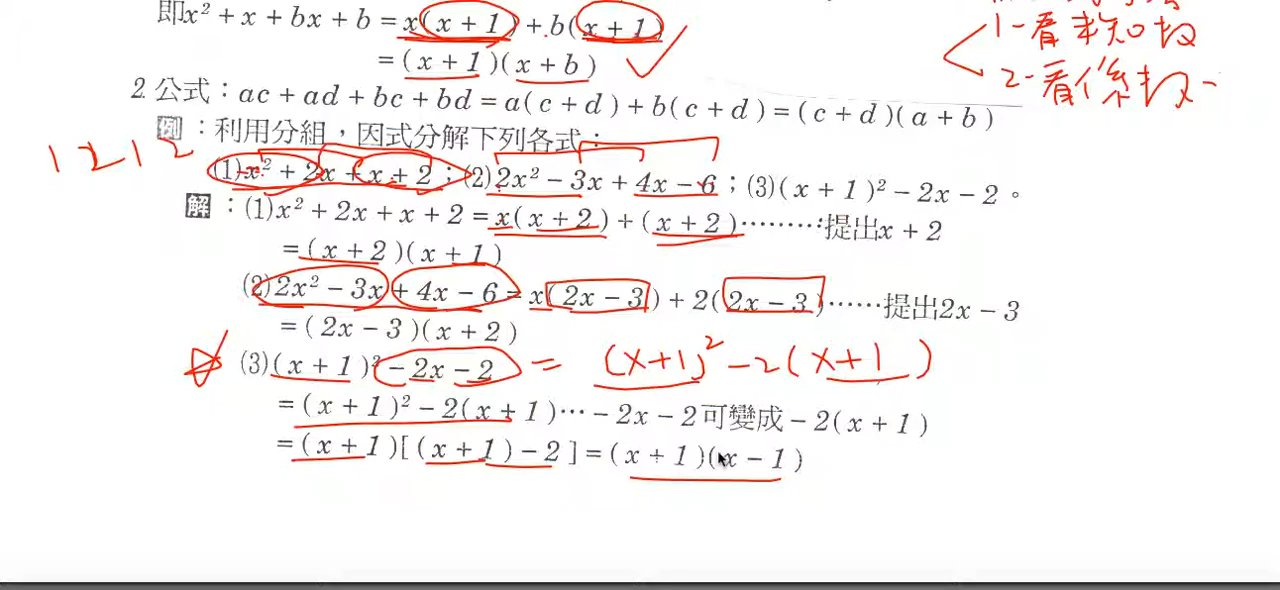 即x² + x + bx + b = x(x + 1) + b(x + 1)
= (x + 1)(x + b)
1-看未知数
2-看係数
2. 公式：ac + ad + bc + bd = a(c + d) + b(c + d) = (c + d)(a + b)
例：利用分組，因式分解下列各式：
1 2 1 2
(1)x² + 2x + x + 2；(2)2x² − 3x + 4x − 6；(3)(x + 1)² − 2x − 2。
解：(1)x² + 2x + x + 2 = x(x + 2) + (x + 2)………：提出x + 2
= (x + 2)(x + 1)
(2)2x² − 3x + 4x − 6 = x(2x − 3) + 2(2x − 3)……提出2x − 3
= (2x − 3)(x + 2)
(3)(x + 1)² − 2x − 2 = (x+1)² − 2(x+1)
= (x + 1)² − 2(x + 1)… − 2x − 2可變成 − 2(x + 1)
= (x + 1)[(x + 1) − 2] = (x + 1)(x − 1)